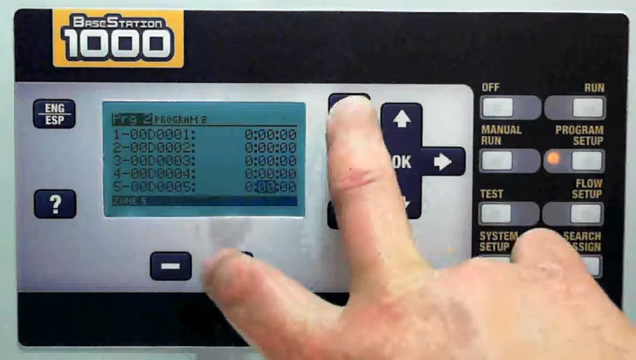 BASESTATION
1000
ENG
ESP
?
Prg 2 PROGRAM 2
1-00D0001: 0:00:00
2-00D0002: 0:00:00
3-00D0003: 0:00:00
4-00D0004: 0:00:00
5-00D0005: 0:00:00
ZONE 5
OK
OFF
RUN
MANUAL
RUN
PROGRAM
SETUP
TEST
FLOW
SETUP
SYSTEM
SETUP
SEARCH